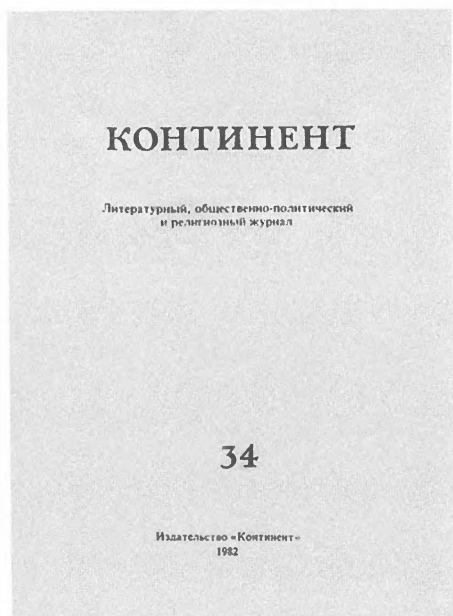 КОНТИНЕНТ
Литературный, общественно-политический
и религиозный журнал
34
Издательство «Континент»
1982